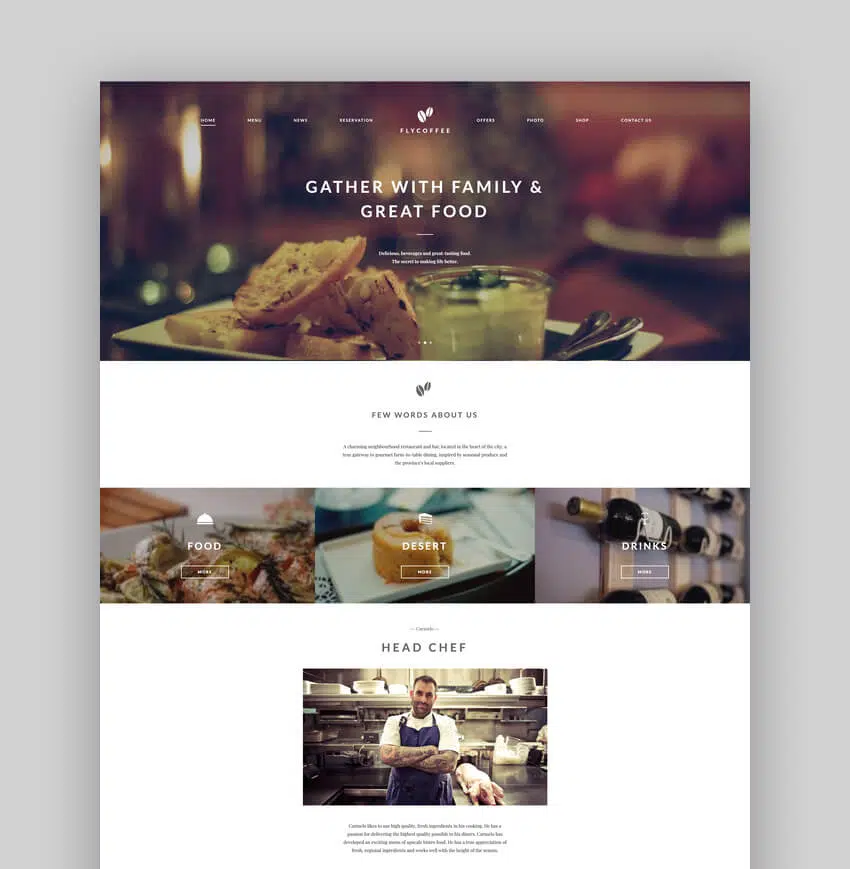 HOME MENU NEWS RESERVATION FLYCOFFEE OFFERS PHOTO SHOP CONTACT US
GATHER WITH FAMILY &
GREAT FOOD
Delicious, beverages and great-tasting food.
The secret to making life better.
FEW WORDS ABOUT US
A charming neighbourhood restaurant and bar, located in the heart of the city, a
true gateway to gourmet farm-to-table dining, inspired by seasonal produce and
the province's local suppliers.
FOOD
MORE
DESERT
MORE
DRINKS
MORE
— Carmelo —
HEAD CHEF
Carmelo likes to use high quality, fresh ingredients in his cooking. He has a
passion for delivering the highest quality possible to his diners. Carmelo has
developed an exciting menu of upscale bistro food. He has a true appreciation of
fresh, regional ingredients and works well with the height of the season.